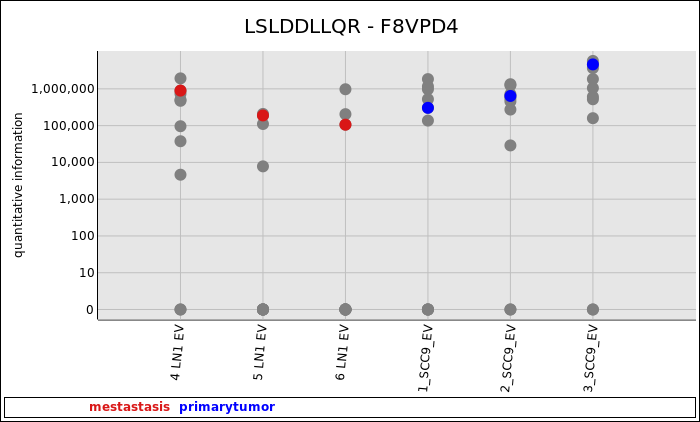 LSLDDLLQR - F8VPD4
quantitative information
1,000,000
100,000
10,000
1,000
100
10
0
4 LN1 EV
5 LN1 EV
6 LN1 EV
1_SCC9_EV
2_SCC9_EV
3_SCC9_EV
mestastasis primarytumor